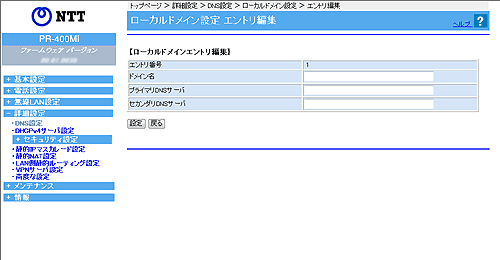 NTT
PR-400MI
ファームウェア バージョン
+ 基本設定
+ 電話設定
+ 無線LAN設定
− 詳細設定
・DNS設定
・DHCPv4サーバ設定
+ セキュリティ設定
・静的IPマスカレード設定
・静的NAT設定
・LAN側静的ルーティング設定
・VPNサーバ設定
・高度な設定
+ メンテナンス
+ 情報
トップページ > 詳細設定 > DNS設定 > ローカルドメイン設定 > エントリ編集
ローカルドメイン設定 エントリ編集
ヘルプ ?
【ローカルドメインエントリ編集】
エントリ番号 1
ドメイン名
プライマリDNSサーバ
セカンダリDNSサーバ
設定 戻る